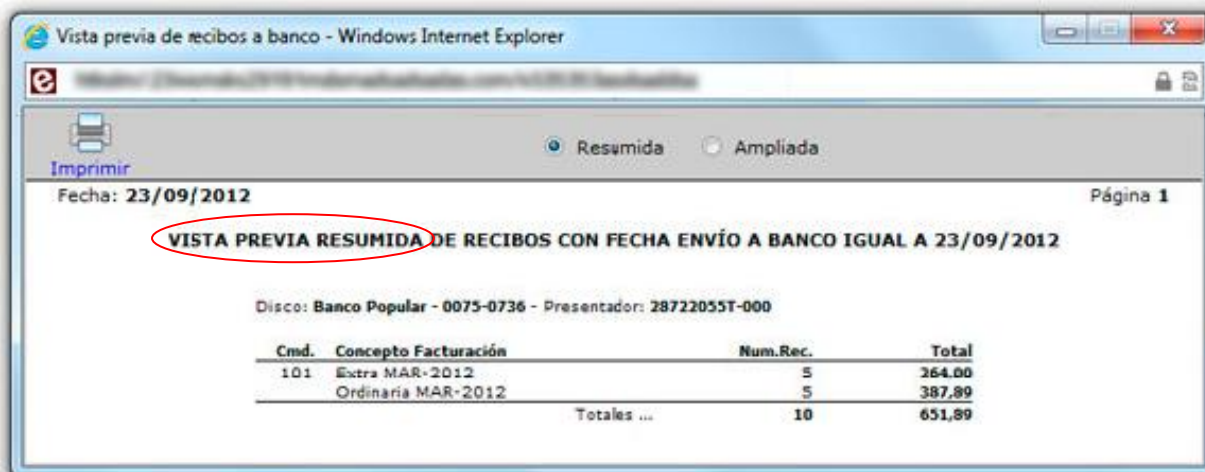 Vista previa de recibos a banco - Windows Internet Explorer
Resumida Ampliada
Imprimir
Fecha: 23/09/2012 Página 1
VISTA PREVIA RESUMIDA DE RECIBOS CON FECHA ENVÍO A BANCO IGUAL A 23/09/2012
Disco: Banco Popular - 0075-0736 - Presentador: 28722055T-000
Cmd. Concepto Facturación Num.Rec. Total
101 Extra MAR-2012 5 264,00
Ordinaria MAR-2012 5 387,89
Totales ... 10 651,89